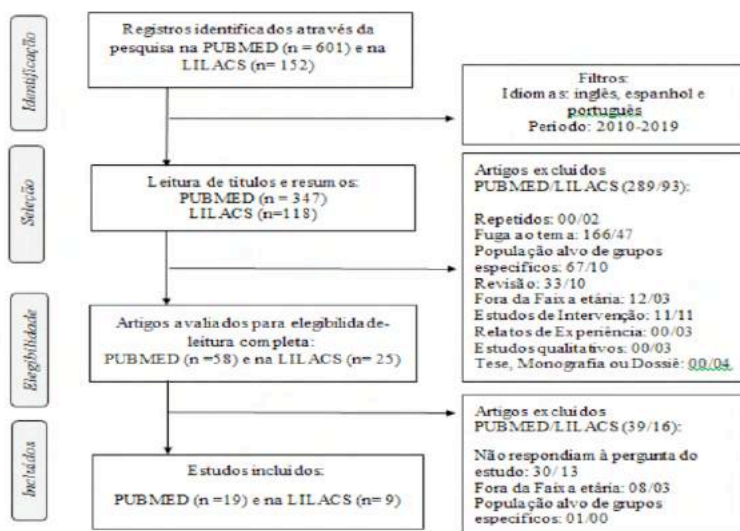 Identificação
Registros identificados através da
pesquisa na PUBMED (n = 601) e na
LILACS (n= 152)
Filtros:
Idiomas: inglês, espanhol e
português
Período: 2010-2019
Seleção
Leitura de títulos e resumos:
PUBMED (n = 347)
LILACS (n=118)
Artigos excluídos
PUBMED/LILACS (289/93):
Repetidos: 00/02
Fuga ao tema: 166/47
População alvo de grupos
específicos: 67/10
Revisão: 33/10
Fora da Faixa etária: 12/03
Estudos de Intervenção: 11/11
Relatos de Experiência: 00/03
Estudos qualitativos: 00/03
Tese, Monografia ou Dossiê: 00/04
Elegibilidade
Artigos avaliados para elegibilidade-
leitura completa:
PUBMED (n =58) e na LILACS (n= 25)
Artigos excluídos
PUBMED/LILACS (39/16):
Não respondiam à pergunta do
estudo: 30/ 13
Fora da Faixa etária: 08/03
População alvo de grupos
específicos: 01/00
Incluídos
Estudos incluídos:
PUBMED (n =19) e na LILACS (n= 9)